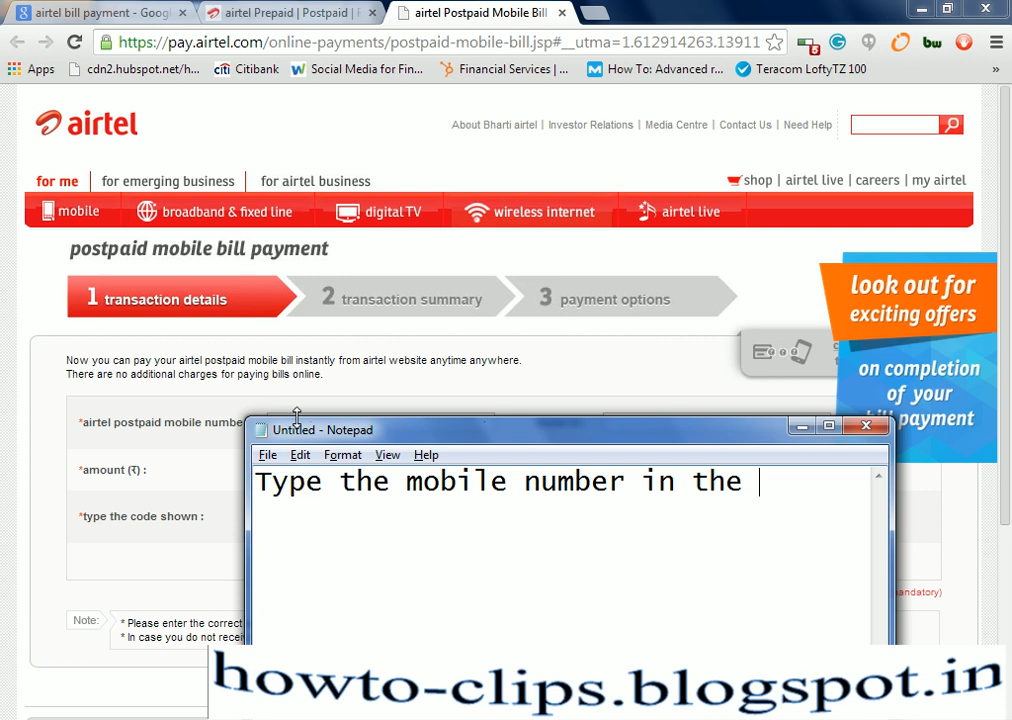 airtel bill payment - Goog
airtel Prepaid | Postpaid |
airtel Postpaid Mobile Bill
https://pay.airtel.com/online-payments/postpaid-mobile-bill.jsp#__utma=1.612914263.13911
5
bw
Apps
cdn2.hubspot.net/h...
citi Citibank
Social Media for Fin...
Financial Services | ...
How To: Advanced r...
Teracom LoftyTZ 100
»
airtel
About Bharti airtel | Investor Relations | Media Centre | Contact Us | Need Help
for me | for emerging business | for airtel business
shop | airtel live | careers | my airtel
mobile
broadband & fixed line
digital TV
wireless internet
airtel live
postpaid mobile bill payment
1 transaction details
2 transaction summary
3 payment options
look out for
exciting offers
on completion
of your
bill payment
Now you can pay your airtel postpaid mobile bill instantly from airtel website anytime anywhere.
There are no additional charges for paying bills online.
*airtel postpaid mobile numbe
*amount (₹) :
*type the code shown :
Untitled - Notepad
File Edit Format View Help
Type the mobile number in the
andatory)
Note:
* Please enter the correct
* In case you do not recei
howto-clips.blogspot.in